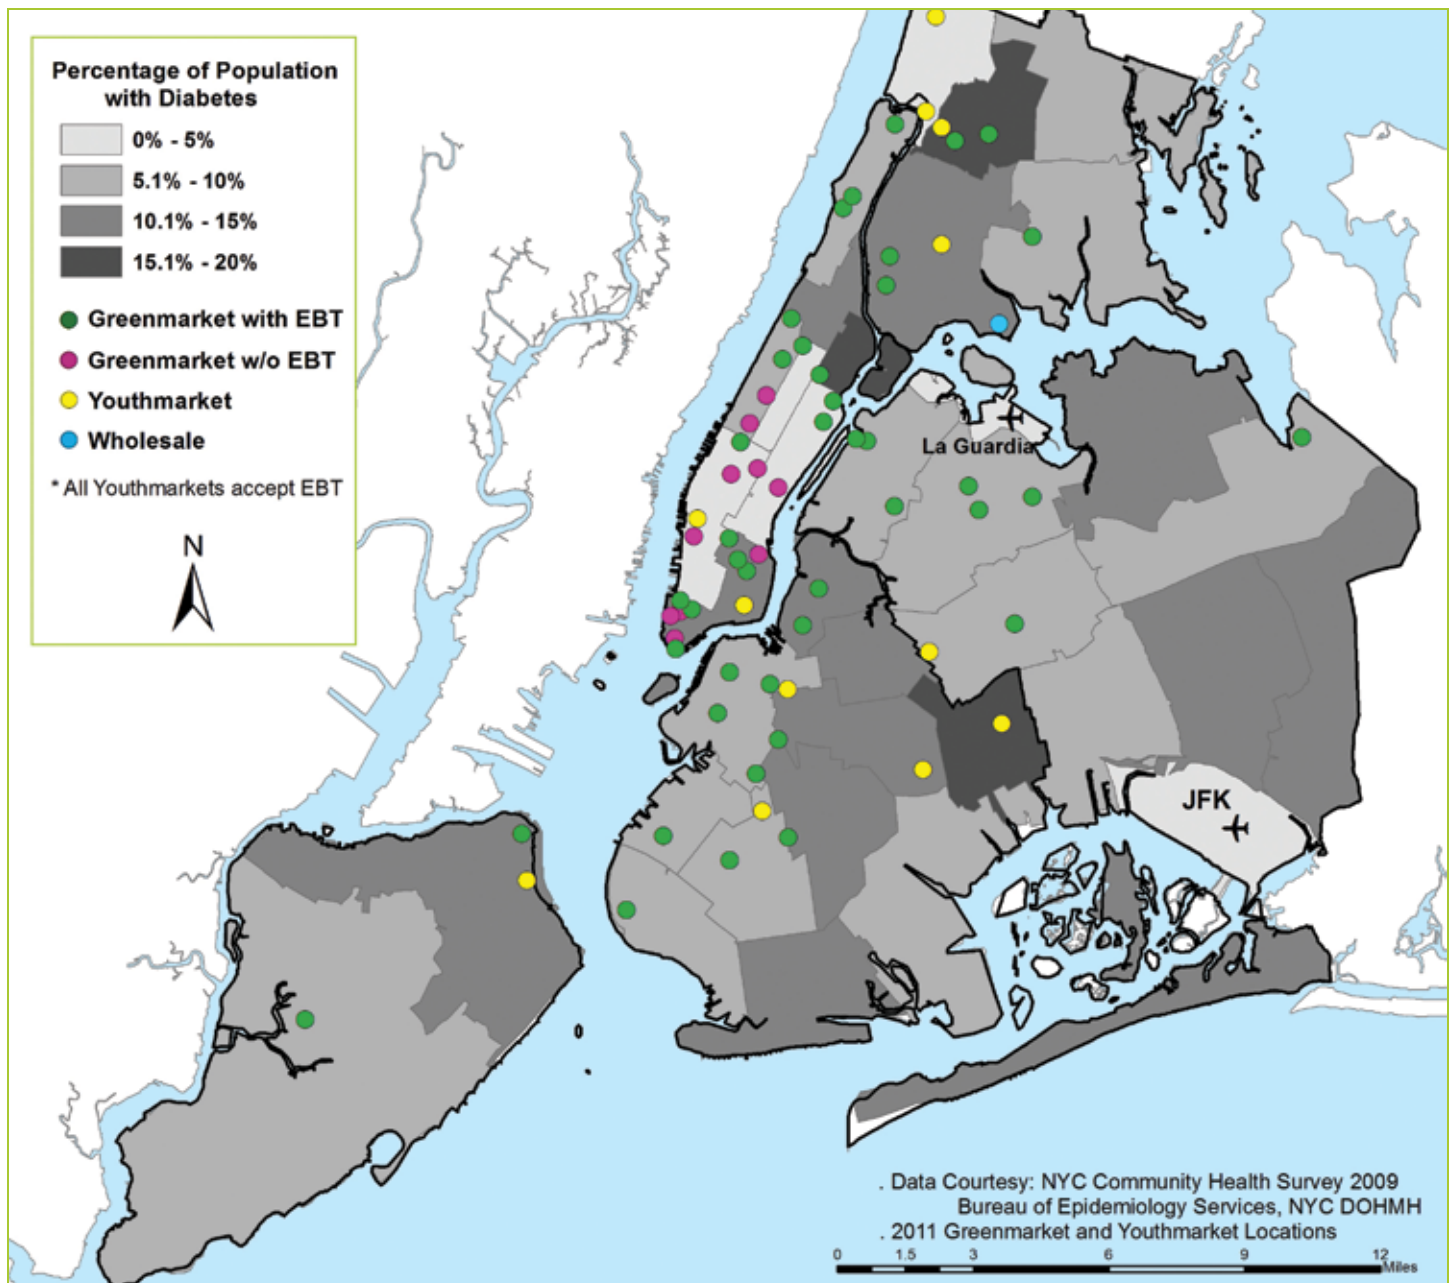 Percentage of Population
with Diabetes
0% - 5%
5.1% - 10%
10.1% - 15%
15.1% - 20%
Greenmarket with EBT
Greenmarket w/o EBT
Youthmarket
Wholesale
* All Youthmarkets accept EBT
N
La Guardia
JFK
. Data Courtesy: NYC Community Health Survey 2009
Bureau of Epidemiology Services, NYC DOHMH
. 2011 Greenmarket and Youthmarket Locations
0 1.5 3 6 9 12
Miles